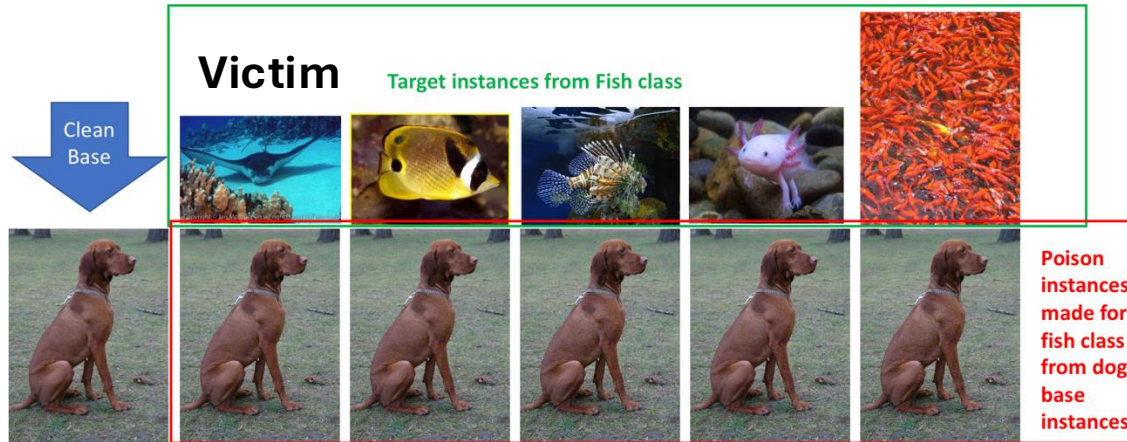 Victim
Target instances from Fish class
Clean
Base
Poison
instances
made for
fish class
from dog
base
instances